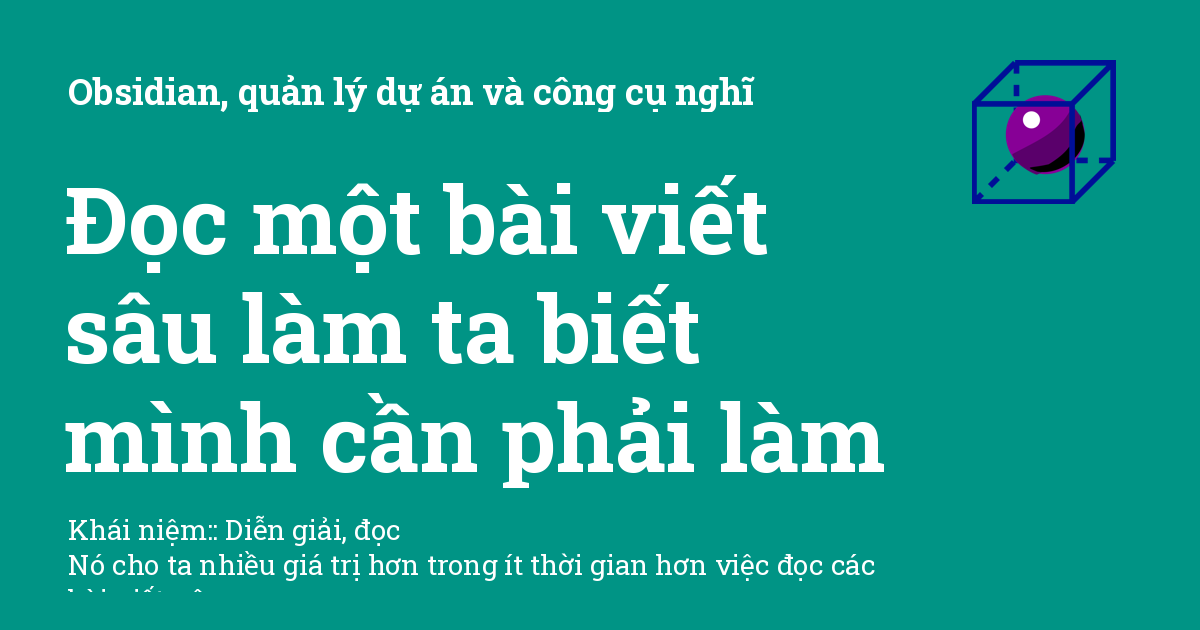 Obsidian, quản lý dự án và công cụ nghĩ
Đọc một bài viết
sâu làm ta biết
mình cần phải làm
Khái niệm:: Diễn giải, đọc
Nó cho ta nhiều giá trị hơn trong ít thời gian hơn việc đọc các